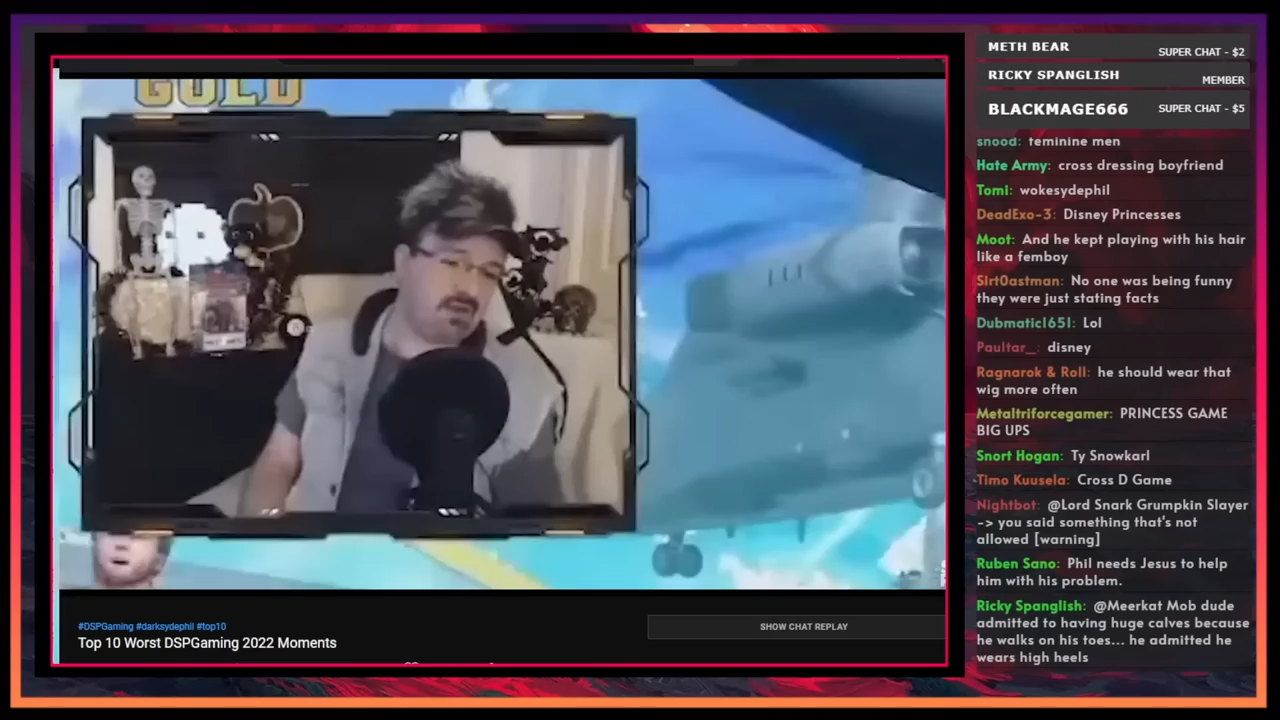 GOLD
#DSPGaming #darksydephil #top10
Top 10 Worst DSPGaming 2022 Moments
SHOW CHAT REPLAY
METH BEAR SUPER CHAT - $2
RICKY SPANGLISH MEMBER
BLACKMAGE666 SUPER CHAT - $5
snood: feminine men
Hate Army: cross dressing boyfriend
Tomi: wokesydephil
DeadExo-3: Disney Princesses
Moot: And he kept playing with his hair
like a femboy
Sirt0astman: No one was being funny
they were just stating facts
Dubmatic1651: Lol
Paultar_: disney
Ragnarok & Roll: he should wear that
wig more often
Metaltriforcegamer: PRINCESS GAME
BIG UPS
Snort Hogan: Ty Snowkarl
Timo Kuusela: Cross D Game
Nightbot: @Lord Snark Grumpkin Slayer
-> you said something that's not
allowed [warning]
Ruben Sano: Phil needs Jesus to help
him with his problem.
Ricky Spanglish: @Meerkat Mob dude
admitted to having huge calves because
he walks on his toes... he admitted he
wears high heels